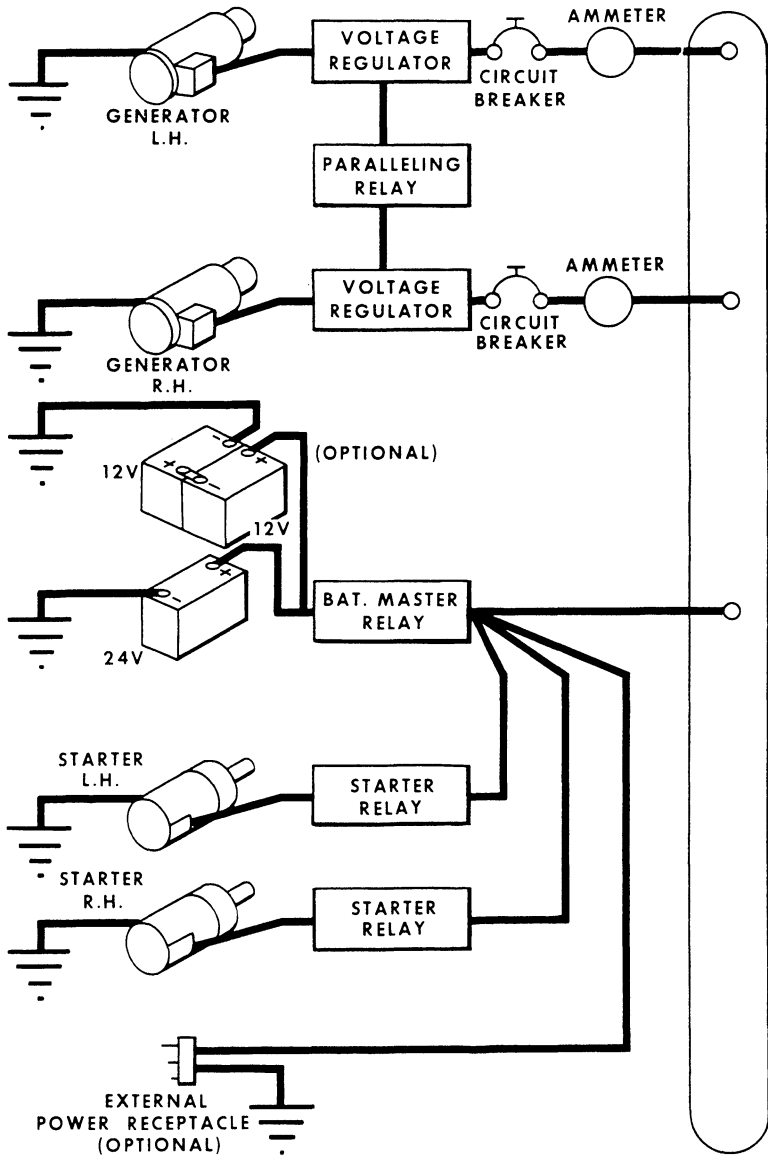 AMMETER
VOLTAGE
REGULATOR
CIRCUIT
BREAKER
GENERATOR
L.H.
PARALLELING
RELAY
AMMETER
VOLTAGE
REGULATOR
CIRCUIT
BREAKER
GENERATOR
R.H.
(OPTIONAL)
-
+
12V
+
-
12V
BAT. MASTER
RELAY
+
-
24V
STARTER
L.H.
STARTER
RELAY
STARTER
R.H.
STARTER
RELAY
EXTERNAL
POWER RECEPTACLE
(OPTIONAL)